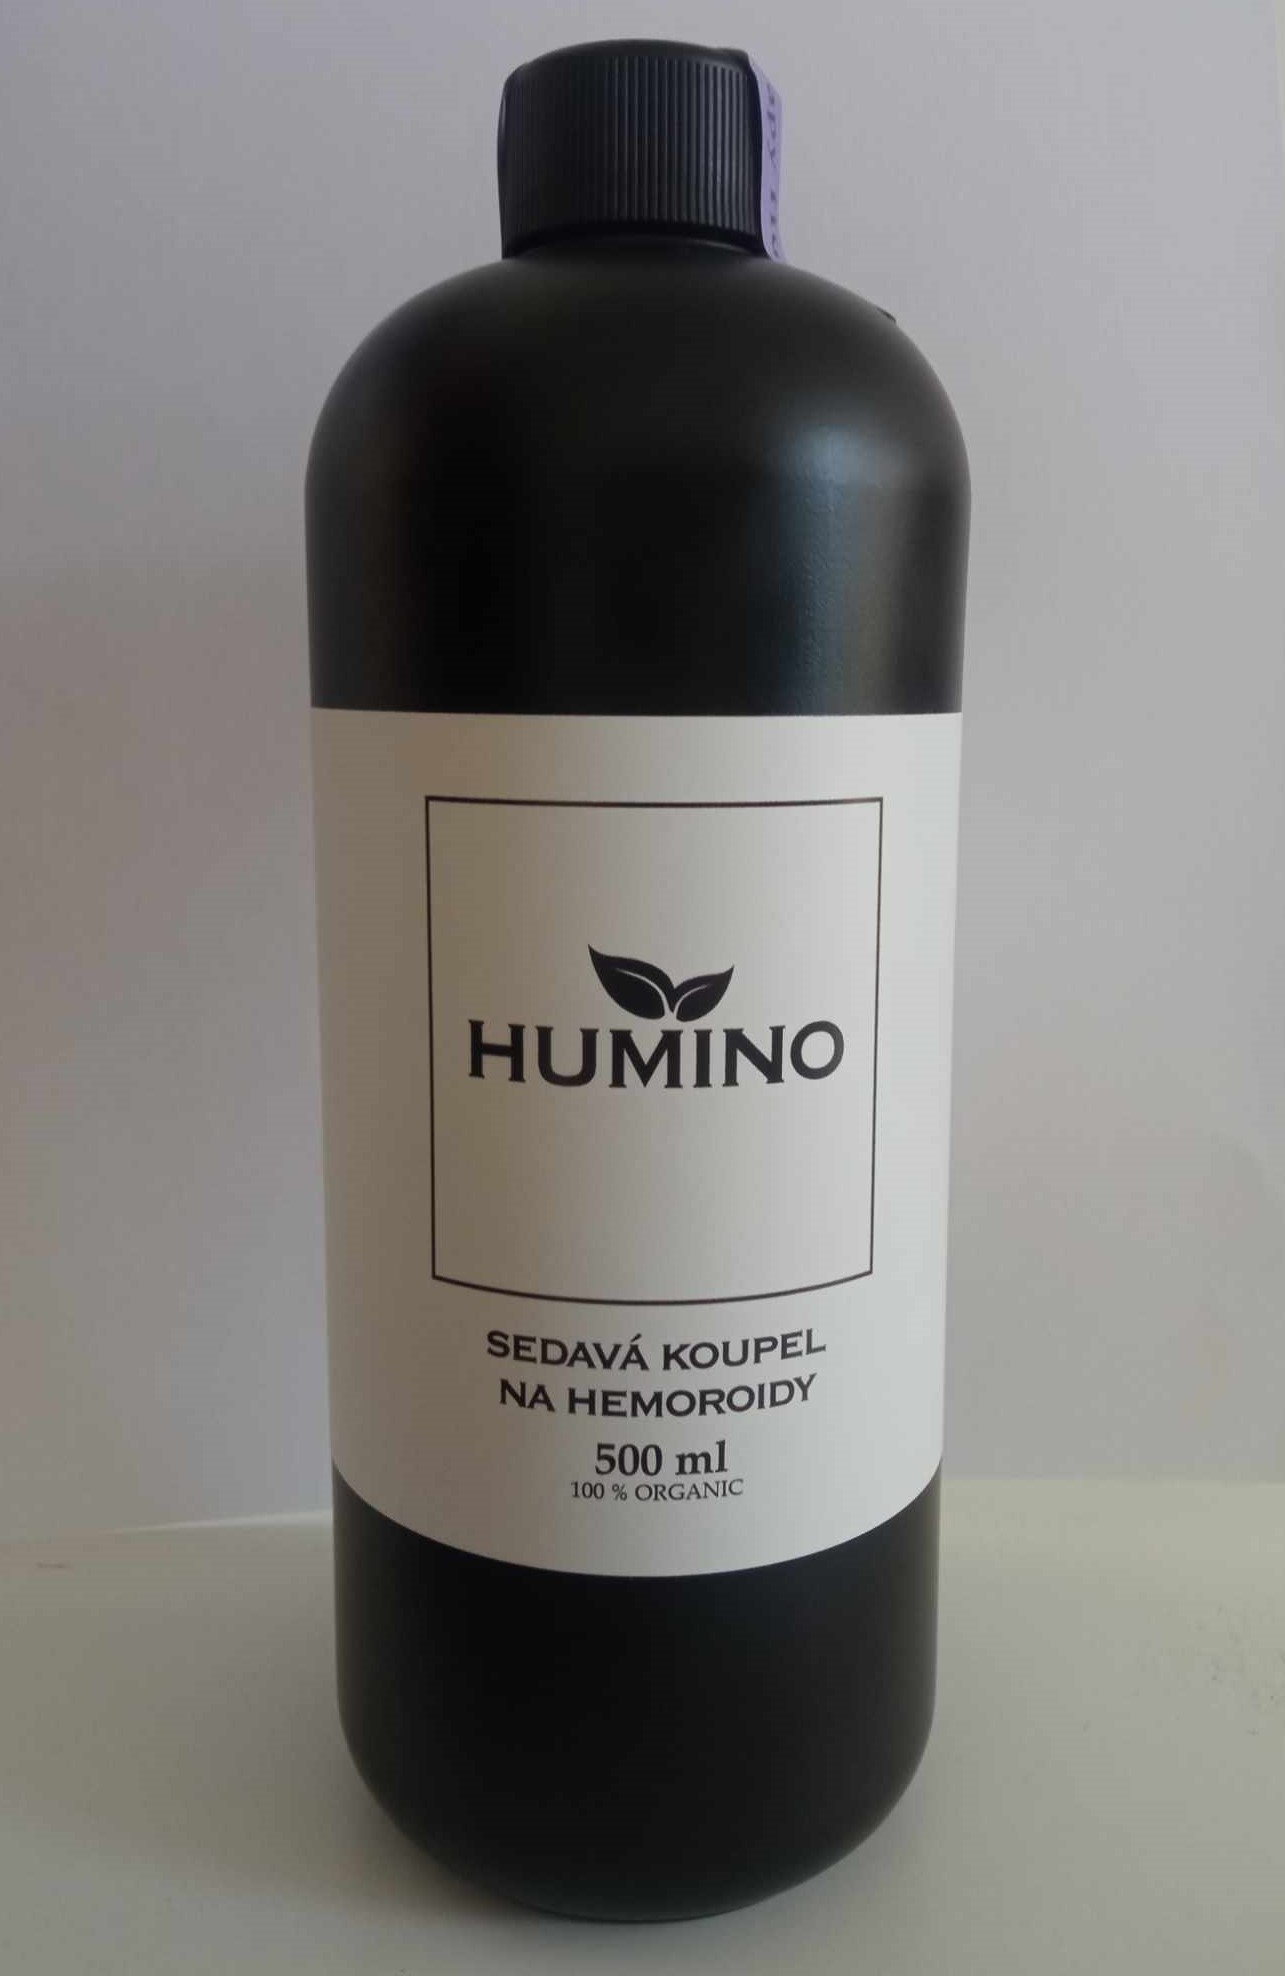 HUMINO
SEDAVÁ KOUPEL
NA HEMOROIDY
500 ml
100 % ORGANIC